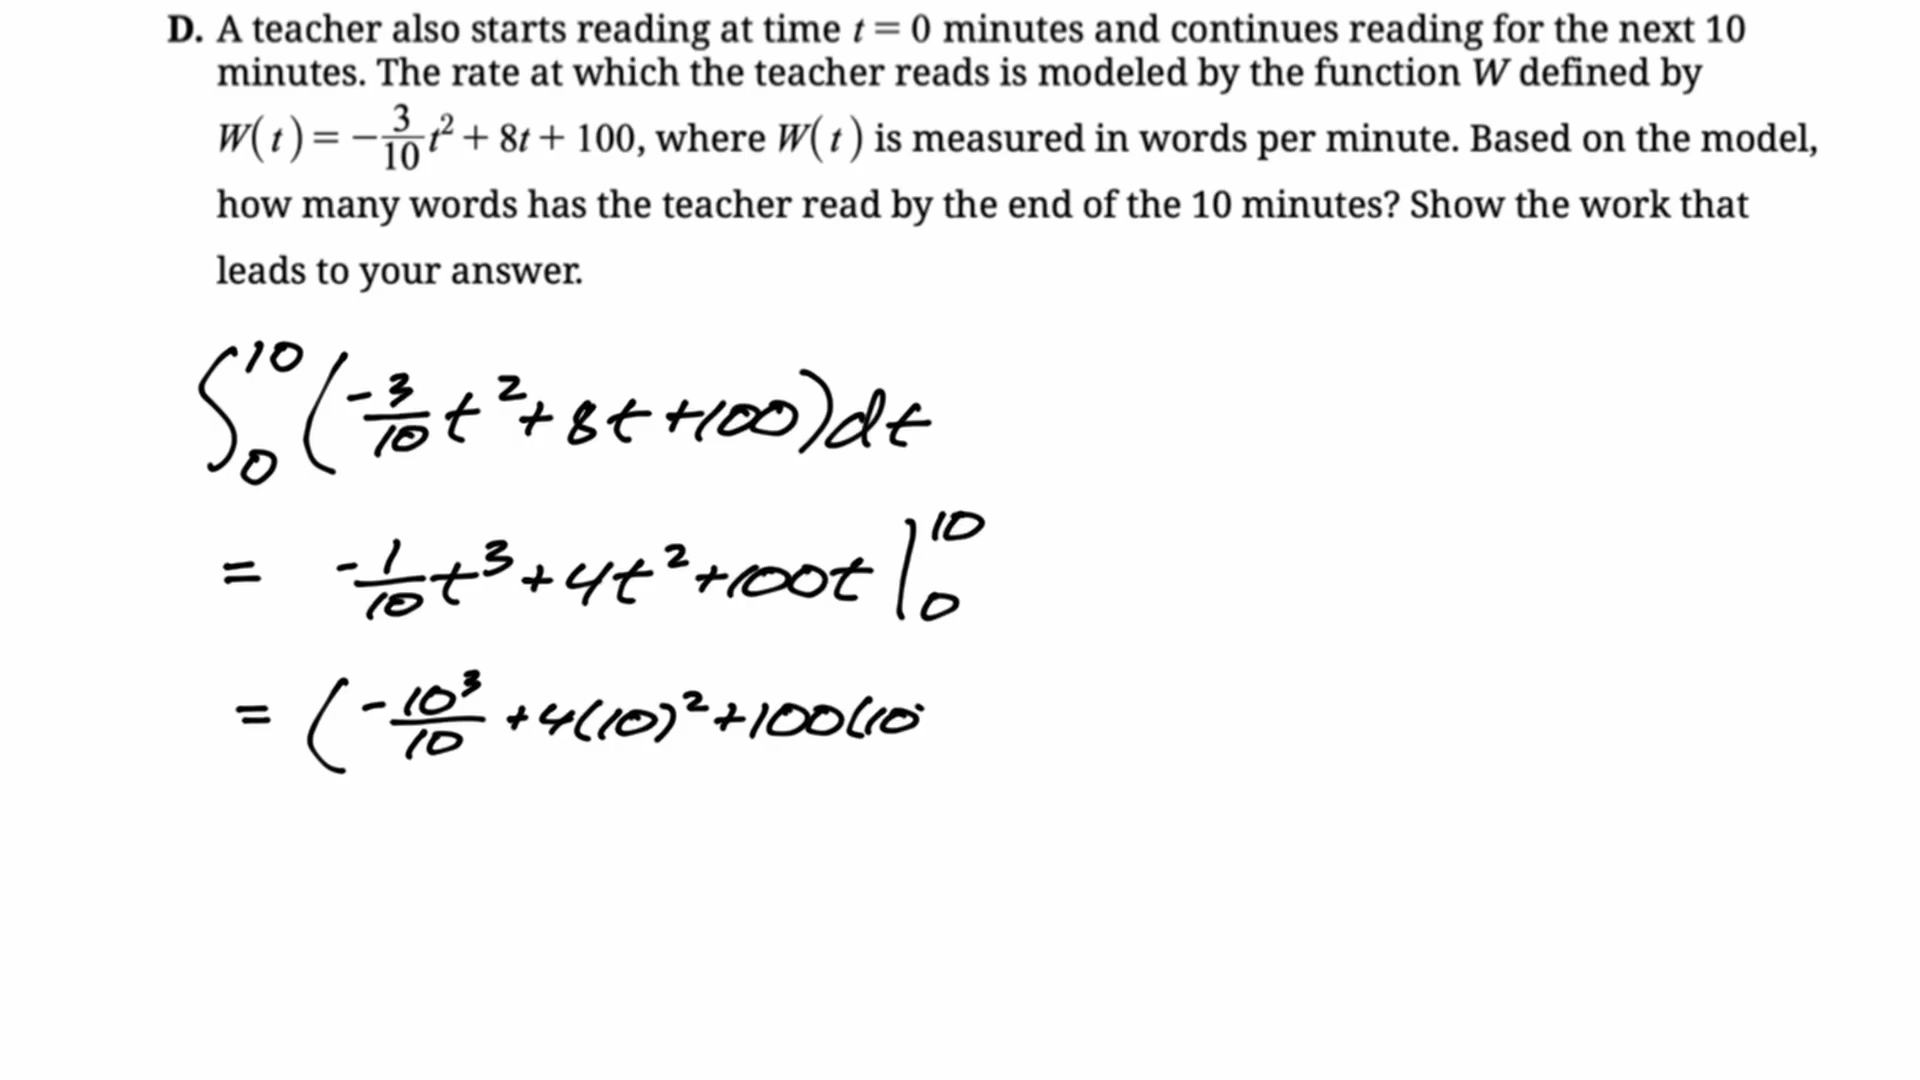 D. A teacher also starts reading at time t = 0 minutes and continues reading for the next 10
minutes. The rate at which the teacher reads is modeled by the function W defined by
W(t) = −3/10 t² + 8t + 100, where W(t) is measured in words per minute. Based on the model,
how many words has the teacher read by the end of the 10 minutes? Show the work that
leads to your answer.
∫₀¹⁰ (-3/10 t² + 8t + 100) dt
= -1/10 t³ + 4t² + 100t |₀¹⁰
= (-10³/10 + 4(10)² + 100(10